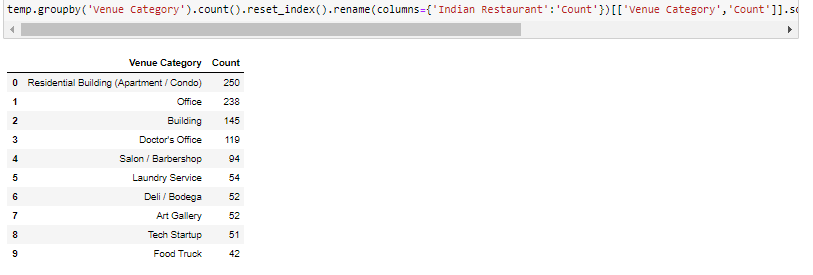 temp.groupby('Venue Category').count().reset_index().rename(columns={'Indian Restaurant':'Count'})[['Venue Category','Count']].so
Venue Category Count
0 Residential Building (Apartment / Condo) 250
1 Office 238
2 Building 145
3 Doctor's Office 119
4 Salon / Barbershop 94
5 Laundry Service 54
6 Deli / Bodega 52
7 Art Gallery 52
8 Tech Startup 51
9 Food Truck 42